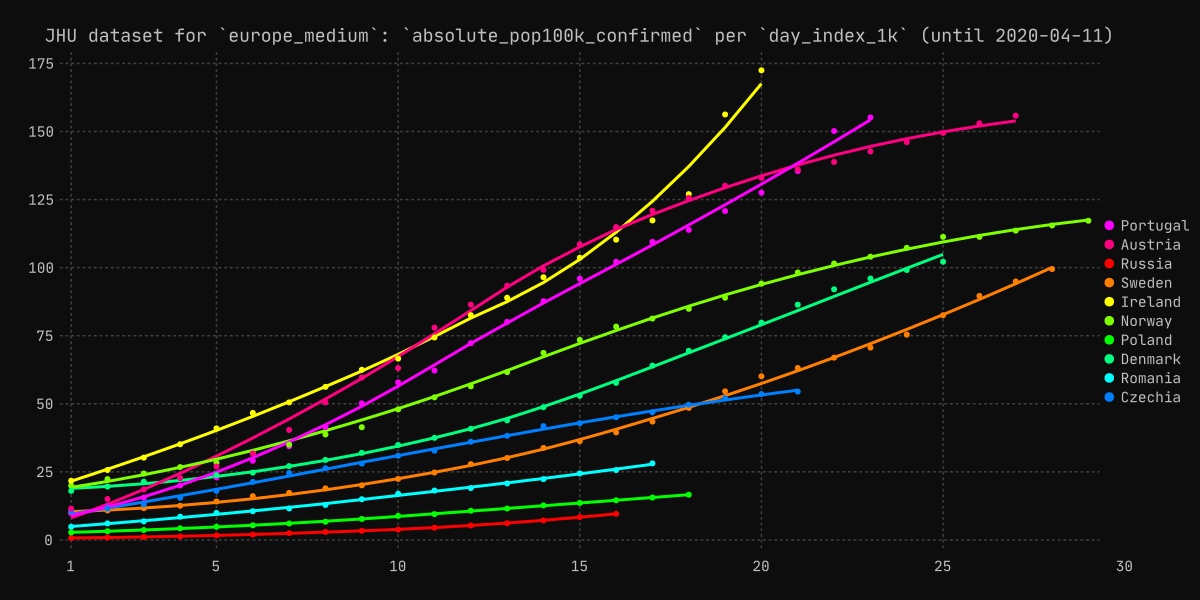 JHU dataset for `europe_medium`: `absolute_pop100k_confirmed` per `day_index_1k` (until 2020-04-11)
175
150
125
100
75
50
25
0
1 5 10 15 20 25 30
Portugal
Austria
Russia
Sweden
Ireland
Norway
Poland
Denmark
Romania
Czechia